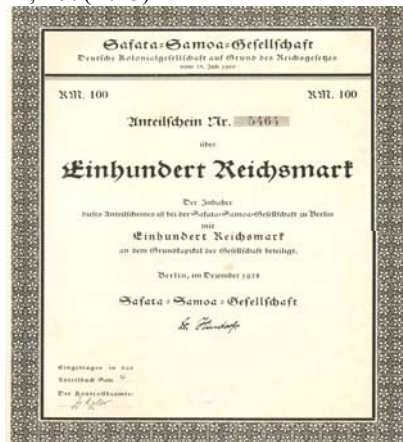 Safata=Samoa=Gesellschaft
Deutsche Kolonialgesellschaft auf Grund des Reichsgesetzes
RM. 100 RM. 100
Anteilschein Nr. 5464
über
Einhundert Reichsmark
Der Inhaber
dieses Anteilscheines ist bei der Safata=Samoa=Gesellschaft zu Berlin
mit
Einhundert Reichsmark
an dem Grundkapital der Gesellschaft beteiligt.
Berlin, im Dezember 1928
Safata = Samoa = Gesellschaft
Eingetragen in das
Anteilbuch Seite
Der Kontrollbeamte: